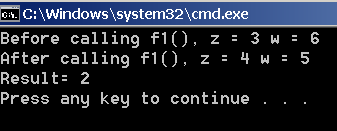 C:\Windows\system32\cmd.exe
Before calling f1(), z = 3 w = 6
After calling f1(), z = 4 w = 5
Result= 2
Press any key to continue . . .